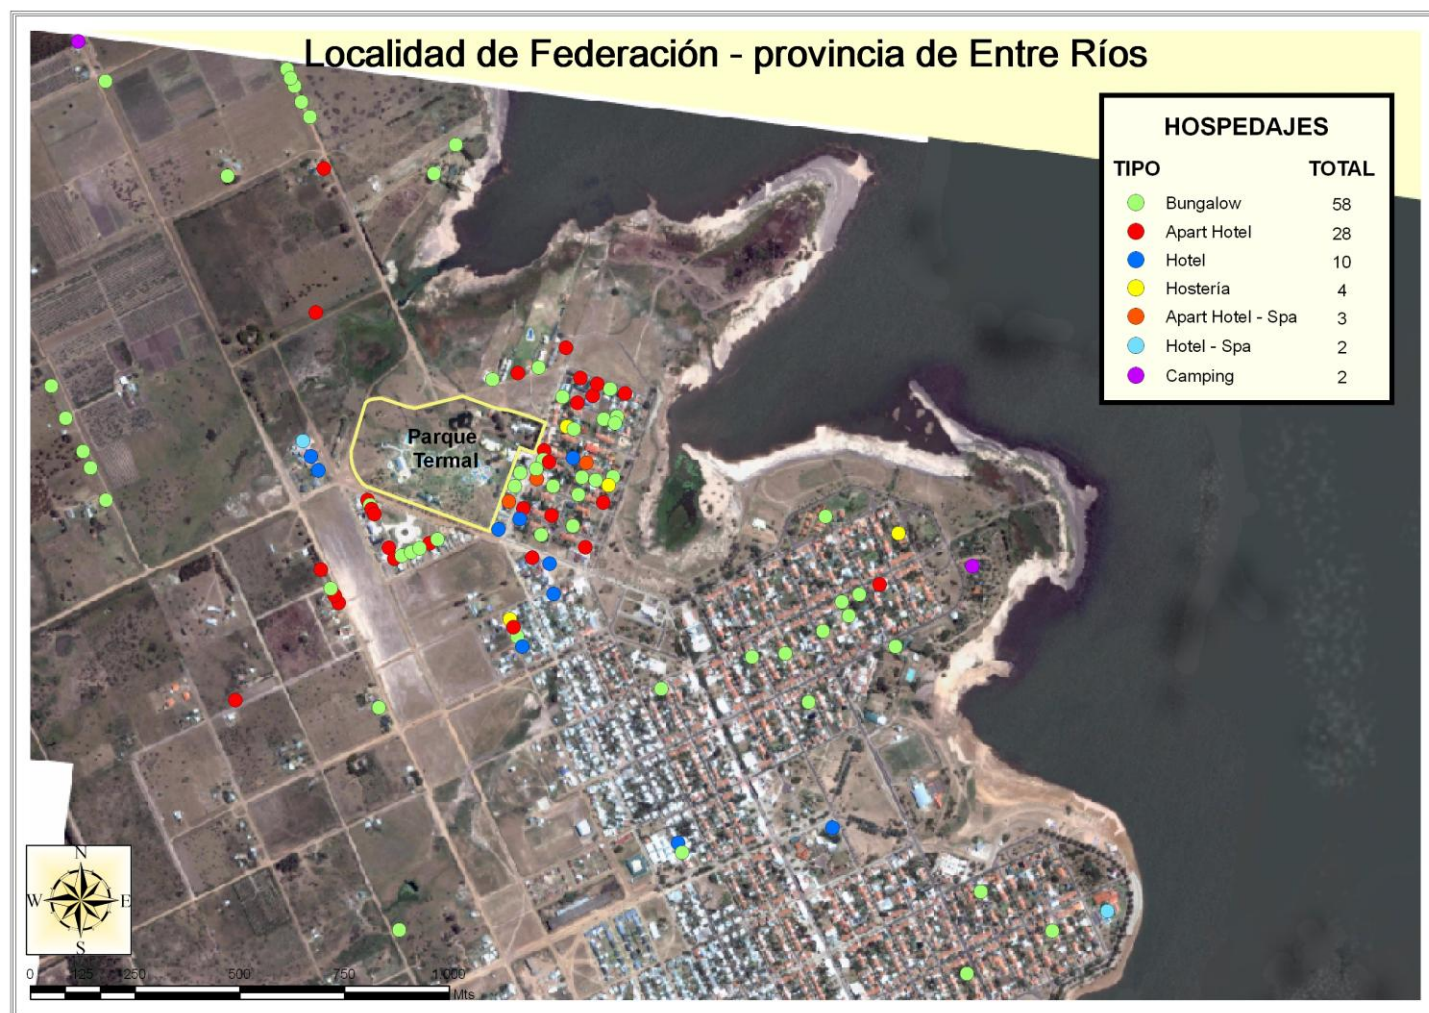 Localidad de Federación - provincia de Entre Ríos
HOSPEDAJES
TIPO TOTAL
Bungalow 58
Apart Hotel 28
Hotel 10
Hostería 4
Apart Hotel - Spa 3
Hotel - Spa 2
Camping 2
Parque
Termal
N
W E
S
0 125 250 500 750 1.000
Mts